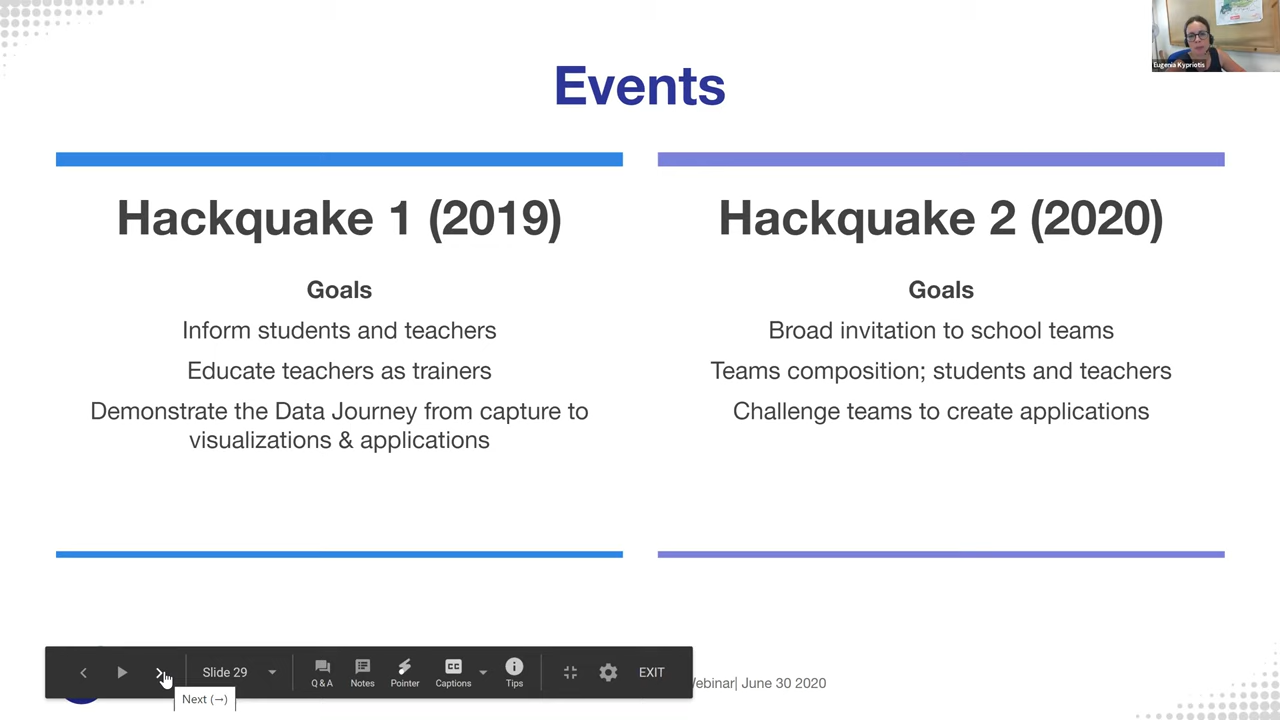 Eugenia Kypriotis
Events
Hackquake 1 (2019)
Goals
Inform students and teachers
Educate teachers as trainers
Demonstrate the Data Journey from capture to
visualizations & applications
Hackquake 2 (2020)
Goals
Broad invitation to school teams
Teams composition; students and teachers
Challenge teams to create applications
Slide 29
Q & A
Notes
Pointer
Captions
Tips
EXIT
Next (→)
ebinar| June 30 2020